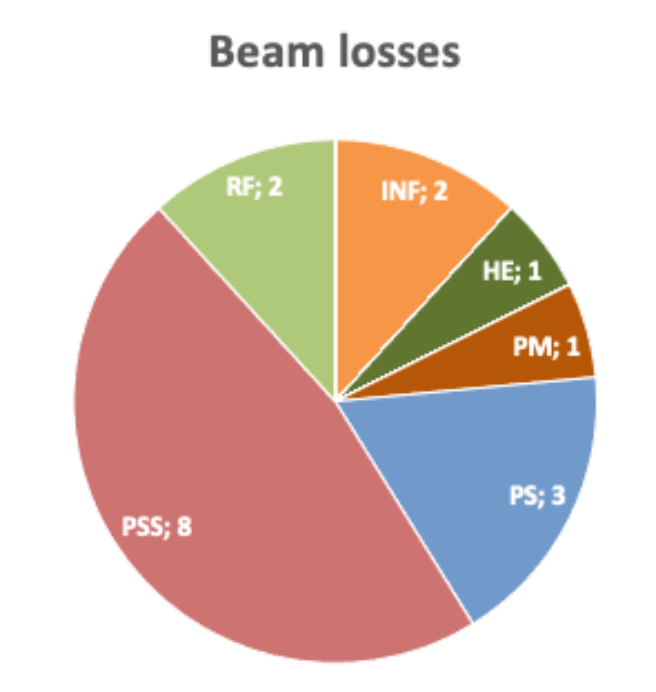 Beam losses
RF; 2
INF; 2
HE; 1
PM; 1
PS; 3
PSS; 8